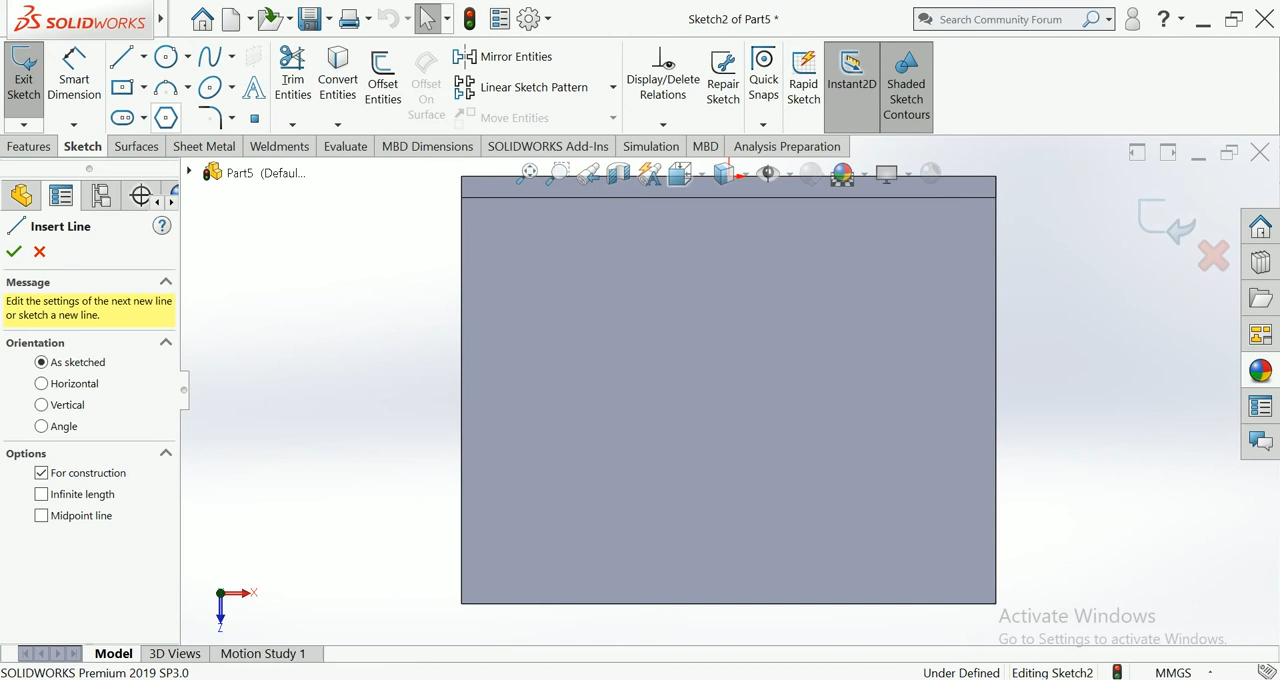 SOLIDWORKS
Sketch2 of Part5 *
Search Community Forum
?
Exit Sketch
Smart Dimension
Trim Entities
Convert Entities
Offset Entities
Offset On Surface
Mirror Entities
Linear Sketch Pattern
Move Entities
Display/Delete Relations
Repair Sketch
Quick Snaps
Rapid Sketch
Instant2D
Shaded Sketch Contours
Features
Sketch
Surfaces
Sheet Metal
Weldments
Evaluate
MBD Dimensions
SOLIDWORKS Add-Ins
Simulation
MBD
Analysis Preparation
Part5 (Defaul...
Insert Line
?
Message
Edit the settings of the next new line
or sketch a new line.
Orientation
As sketched
Horizontal
Vertical
Angle
Options
For construction
Infinite length
Midpoint line
X
Z
Activate Windows
Go to Settings to activate Windows.
Model
3D Views
Motion Study 1
SOLIDWORKS Premium 2019 SP3.0
Under Defined
Editing Sketch2
MMGS